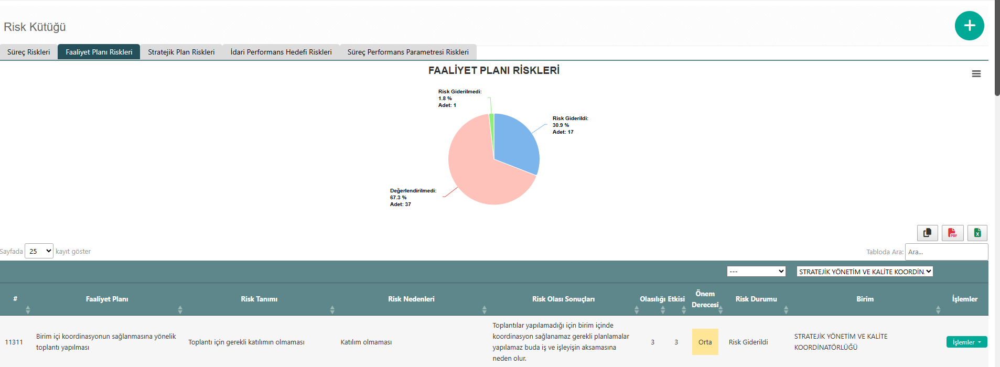 Risk Kütüğü
Süreç Riskleri
Faaliyet Planı Riskleri
Stratejik Plan Riskleri
İdari Performans Hedefi Riskleri
Süreç Performans Parametresi Riskleri
FAALİYET PLANI RİSKLERİ
Risk Giderilmedi:
1.8 %
Adet: 1
Risk Giderildi:
30.9 %
Adet: 17
Değerlendirilmedi:
67.3 %
Adet: 37
PDF
X
Sayfada 25 kayıt göster
Tabloda Ara: Ara...
---
STRATEJİK YÖNETİM VE KALİTE KOORDİN
#
Faaliyet Planı
Risk Tanımı
Risk Nedenleri
Risk Olası Sonuçları
Olasılığı
Etkisi
Önem
Derecesi
Risk Durumu
Birim
İşlemler
11311
Birim içi koordinasyonun sağlanmasına yönelik
toplantı yapılması
Toplantı için gerekli katılımın olmaması
Katılım olmaması
Toplantılar yapılamadığı için birim içinde
koordinasyon sağlanamaz gerekli planlamalar
yapılamaz buda iş ve işleyişin aksamasına
neden olur.
3
3
Orta
Risk Giderildi
STRATEJİK YÖNETİM VE KALİTE
KOORDİNATÖRLÜĞÜ
İşlemler